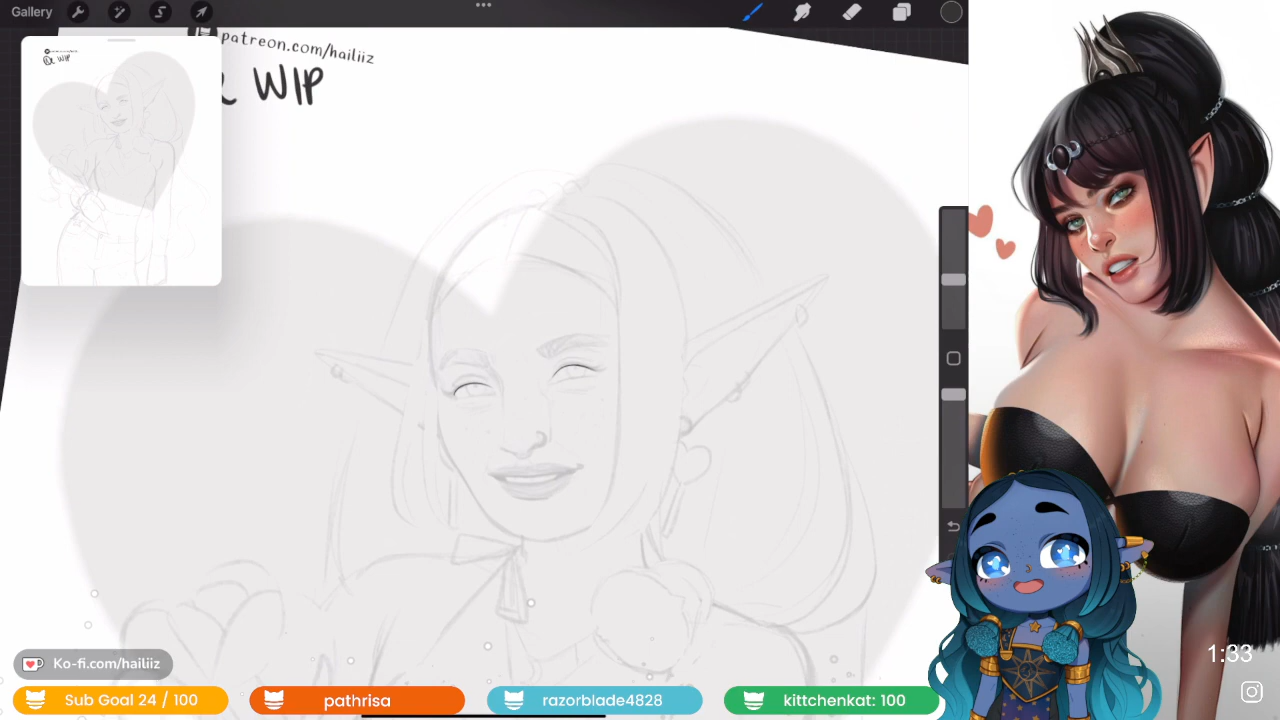 Gallery
patreon.com/hailiiz
WIP
Ko-fi.com/hailiiz
1:33
Sub Goal 24 / 100
pathrisa
razorblade4828
kittchenkat: 100